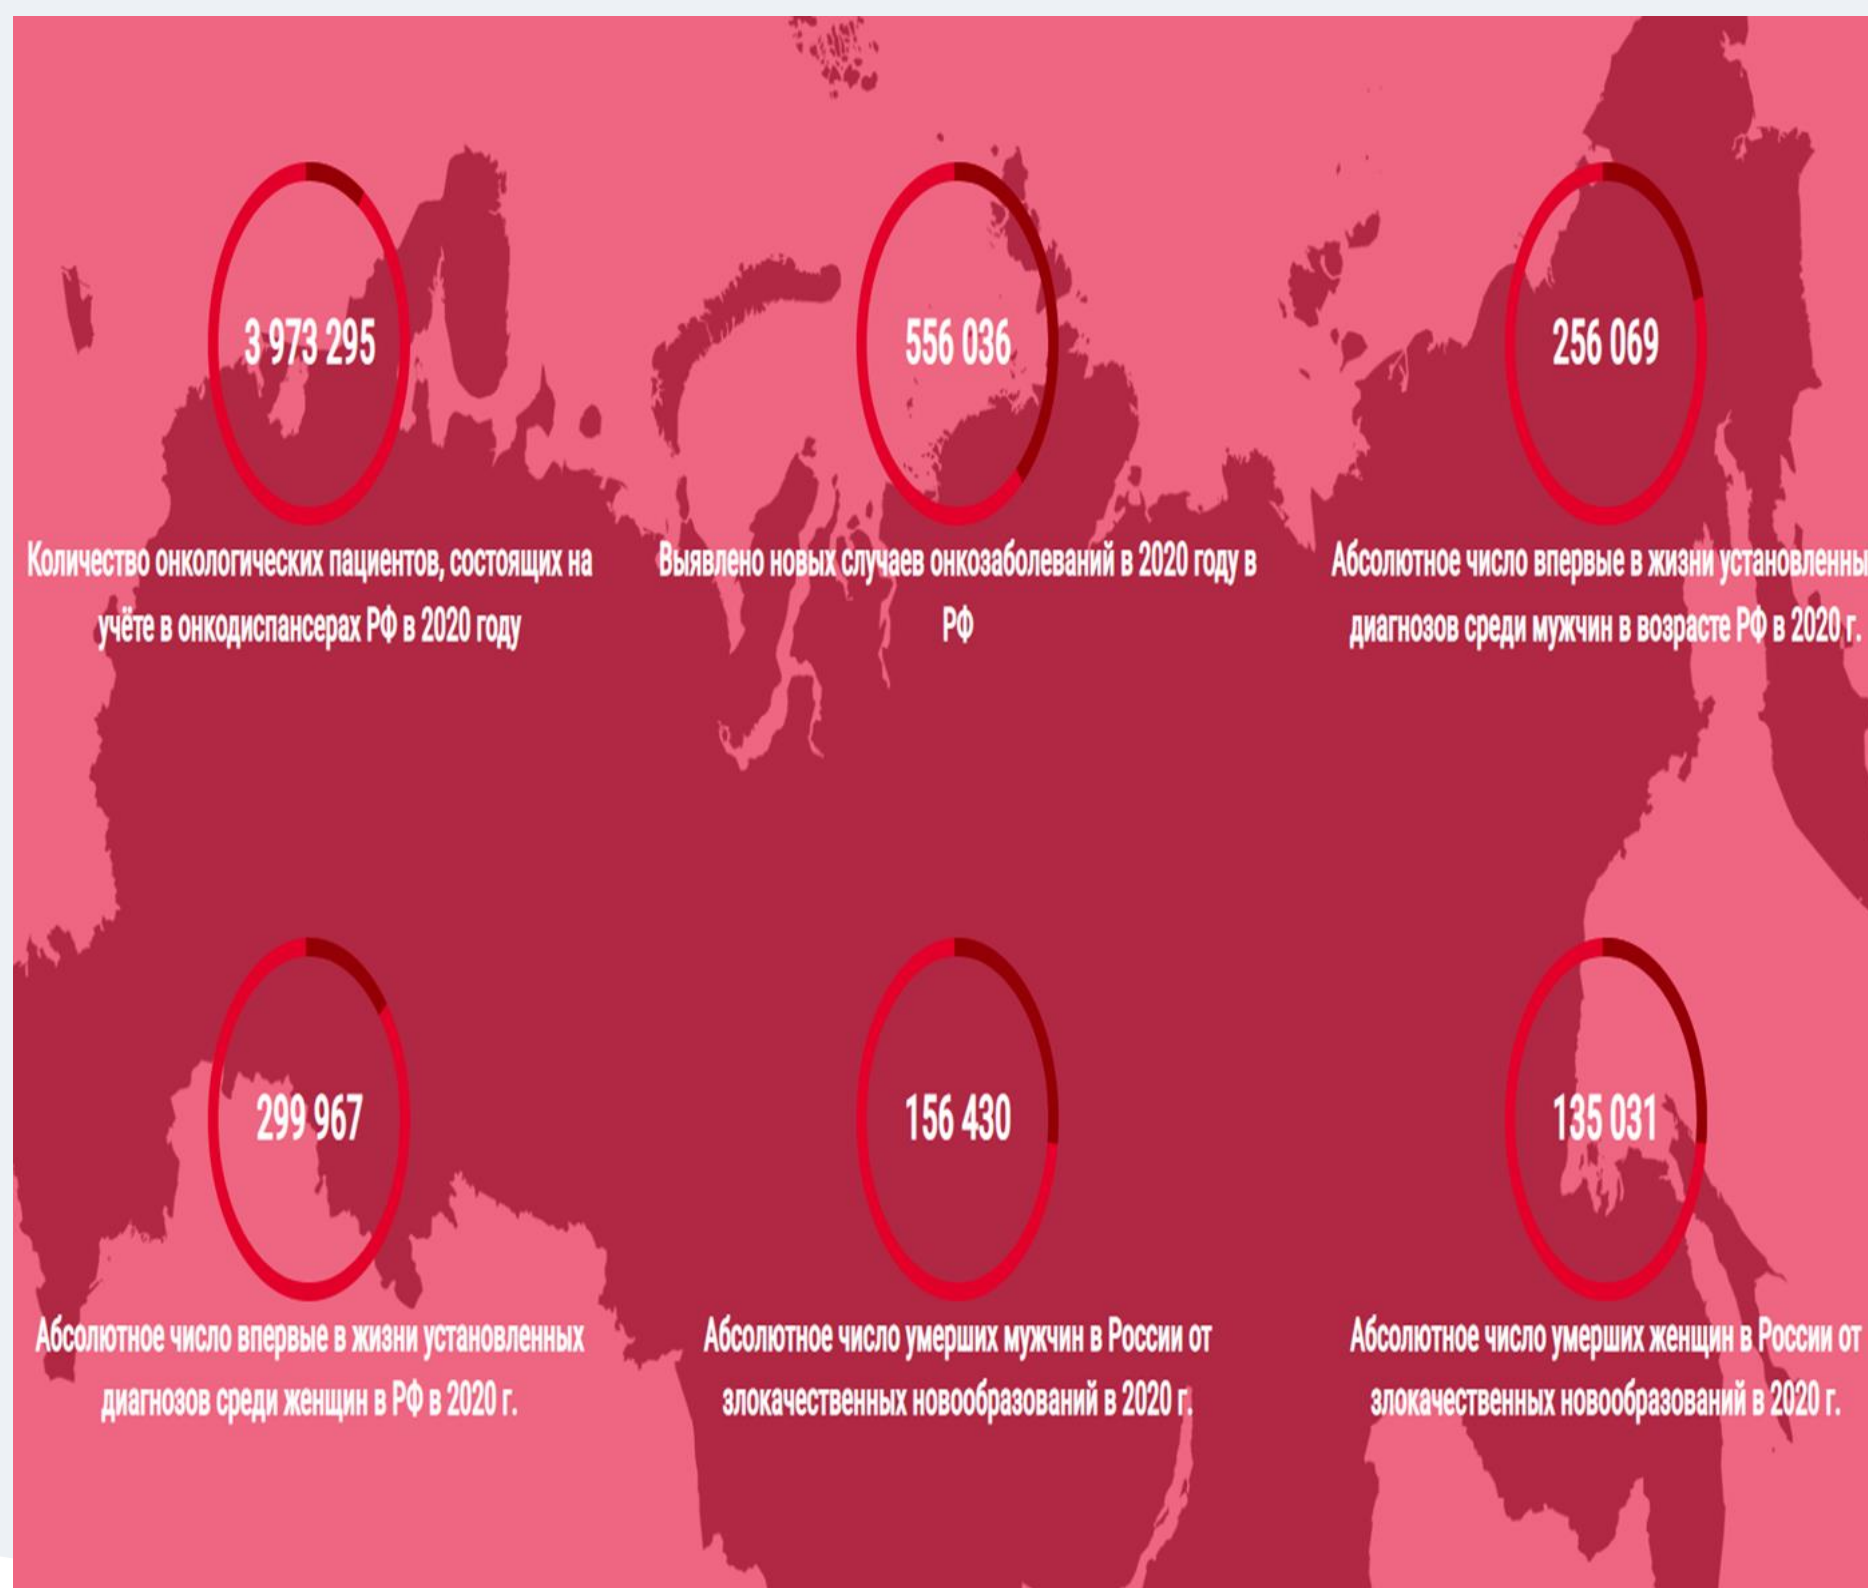 3 973 295
Количество онкологических пациентов, состоящих на
учёте в онкодиспансерах РФ в 2020 году
556 036
Выявлено новых случаев онкозаболеваний в 2020 году в
РФ
256 069
Абсолютное число впервые в жизни установленны
диагнозов среди мужчин в возрасте РФ в 2020 г.
299 967
Абсолютное число впервые в жизни установленных
диагнозов среди женщин в РФ в 2020 г.
156 430
Абсолютное число умерших мужчин в России от
злокачественных новообразований в 2020 г.
135 031
Абсолютное число умерших женщин в России от
злокачественных новообразований в 2020 г.